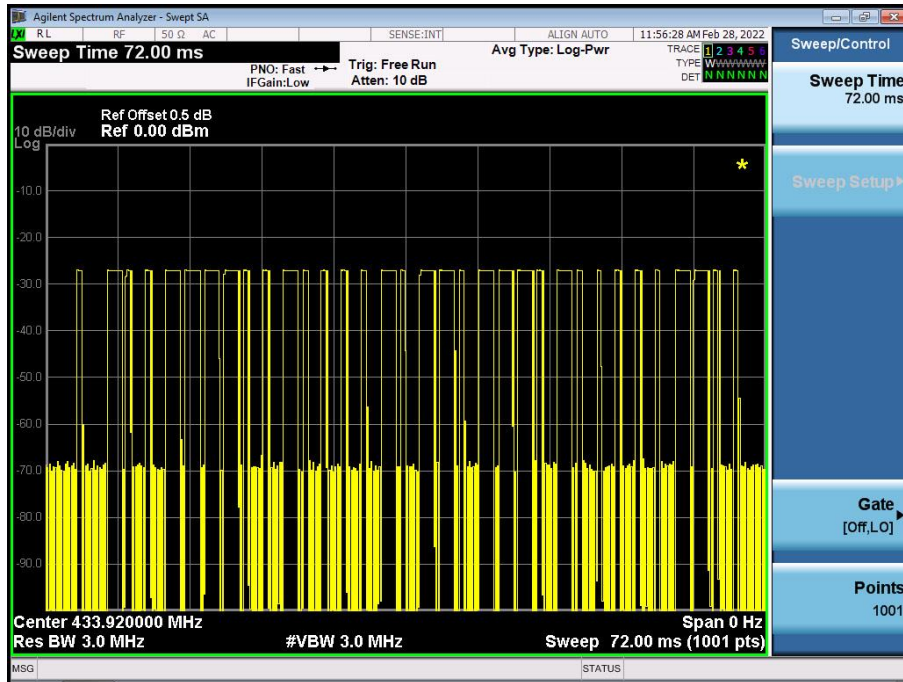 Agilent Spectrum Analyzer - Swept SA
LXI RL RF 50 Ω AC SENSE:INT ALIGN AUTO 11:56:28 AM Feb 28, 2022
Sweep Time 72.00 ms
Avg Type: Log-Pwr
TRACE 1 2 3 4 5 6
TYPE WWWWWW
DET N N N N N N
PNO: Fast
IFGain:Low
Trig: Free Run
Atten: 10 dB
Ref Offset 0.5 dB
Ref 0.00 dBm
10 dB/div
Log
*
-10.0
-20.0
-30.0
-40.0
-50.0
-60.0
-70.0
-80.0
-90.0
Center 433.920000 MHz
Span 0 Hz
Res BW 3.0 MHz
#VBW 3.0 MHz
Sweep 72.00 ms (1001 pts)
MSG
STATUS
Sweep/Control
Sweep Time
72.00 ms
Sweep Setup
Gate
[Off,LO]
Points
1001